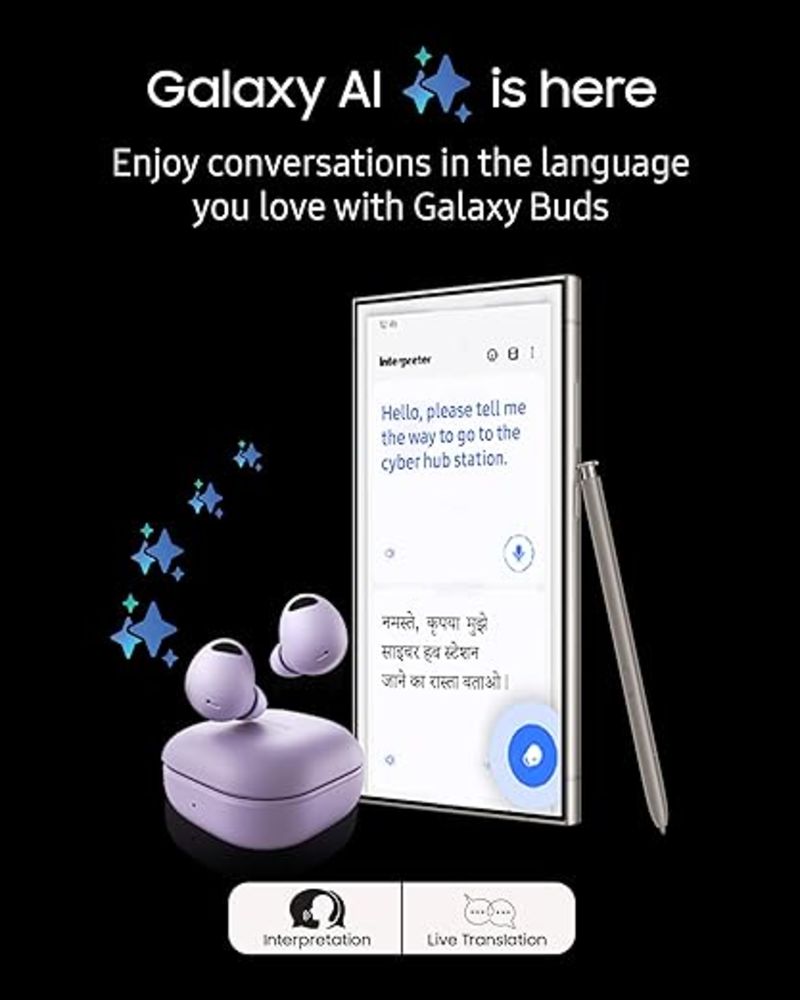 Galaxy AI is here
Enjoy conversations in the language
you love with Galaxy Buds
Interpreter
Hello, please tell me
the way to go to the
cyber hub station.
नमस्ते, कृपया मुझे
साइबर हब स्टेशन
जाने का रास्ता बताओ।
Interpretation
Live Translation